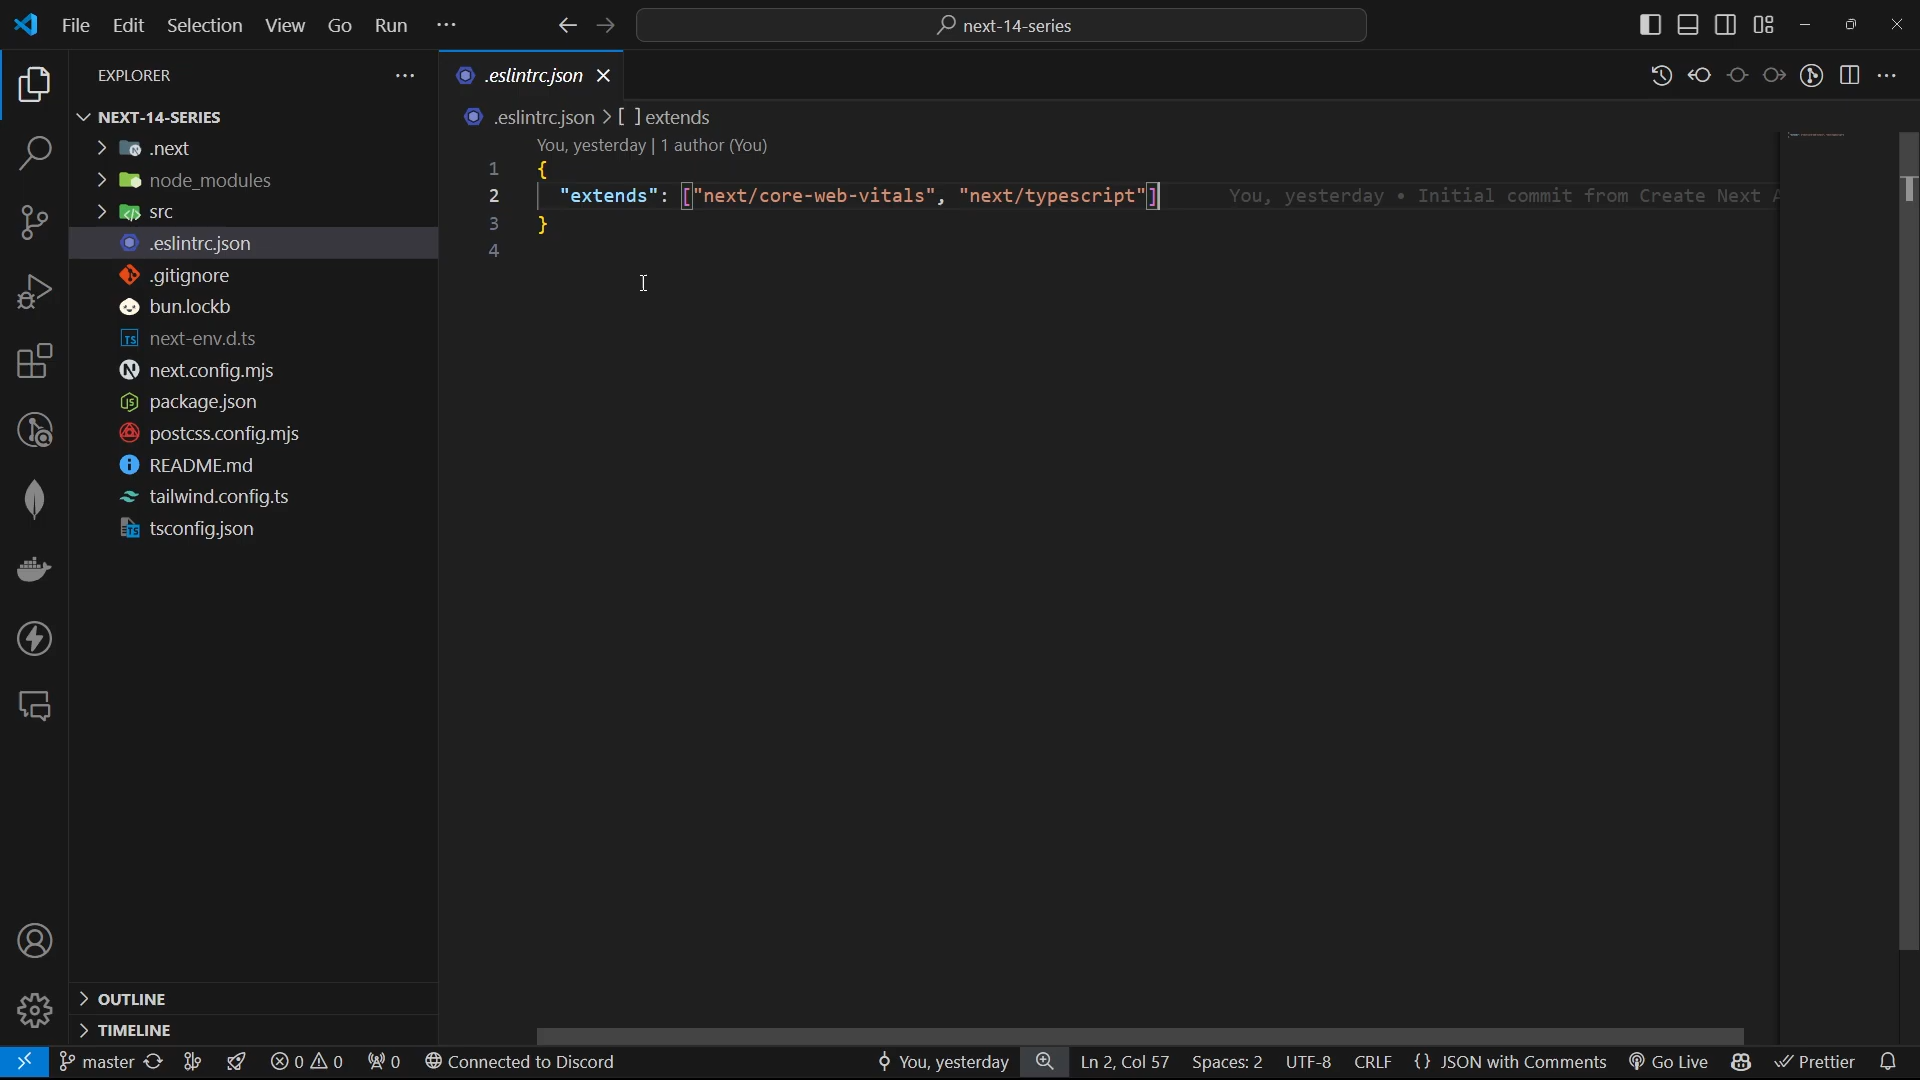 File Edit Selection View Go Run ···
next-14-series
EXPLORER
NEXT-14-SERIES
.next
node_modules
src
.eslintrc.json
.gitignore
bun.lockb
next-env.d.ts
next.config.mjs
package.json
postcss.config.mjs
README.md
tailwind.config.ts
tsconfig.json
OUTLINE
TIMELINE
.eslintrc.json
.eslintrc.json > [ ] extends
You, yesterday | 1 author (You)
1 {
2 "extends": ["next/core-web-vitals", "next/typescript"] You, yesterday • Initial commit from Create Next A
3 }
4
master 0 0 0 Connected to Discord You, yesterday Ln 2, Col 57 Spaces: 2 UTF-8 CRLF {} JSON with Comments Go Live Prettier